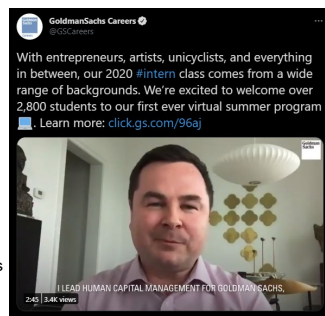 GoldmanSachs Careers
@GSCareers
With entrepreneurs, artists, unicyclists, and everything
in between, our 2020 #intern class comes from a wide
range of backgrounds. We're excited to welcome over
2,800 students to our first ever virtual summer program
💻. Learn more: click.gs.com/96aj
Goldman
Sachs
s
I LEAD HUMAN CAPITAL MANAGEMENT FOR GOLDMAN SACHS,
2:45 3.4K views